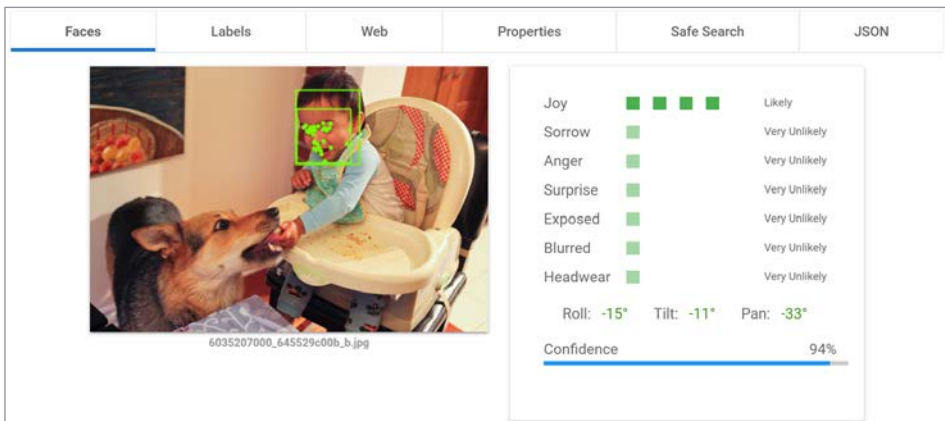 Faces Labels Web Properties Safe Search JSON
Joy Likely
Sorrow Very Unlikely
Anger Very Unlikely
Surprise Very Unlikely
Exposed Very Unlikely
Blurred Very Unlikely
Headwear Very Unlikely
Roll: -15° Tilt: -11° Pan: -33°
Confidence 94%
6035207000_645529c00b_b.jpg